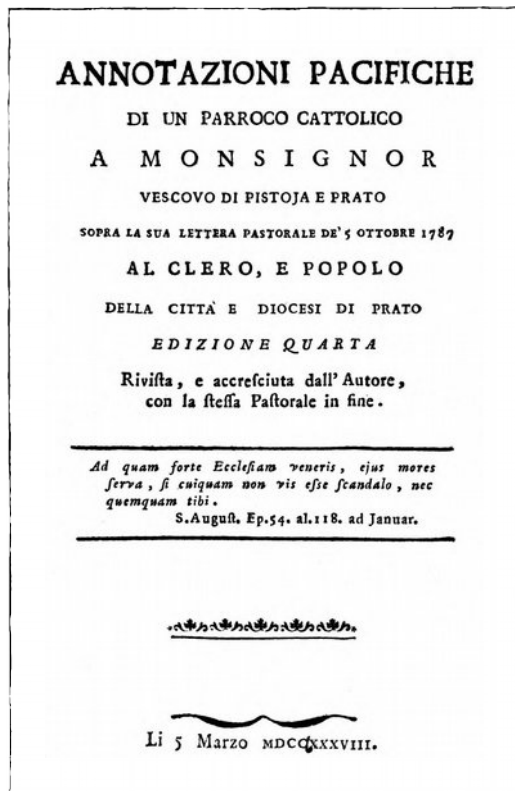 ANNOTAZIONI PACIFICHE
DI UN PARROCO CATTOLICO
A MONSIGNOR
VESCOVO DI PISTOJA E PRATO
SOPRA LA SUA LETTERA PASTORALE DE' 5 OTTOBRE 1787
AL CLERO, E POPOLO
DELLA CITTÀ E DIOCESI DI PRATO
EDIZIONE QUARTA
Riviſta, e accreſciuta dall' Autore,
con la ſteſſa Paſtorale in fine.
Ad quam forte Eccleſiam veneris, ejus mores
ſerva, ſi cuiquam non vis eſſe ſcandalo, nec
quemquam tibi.
S. Auguſt. Ep. 54. al. 118. ad Januar.
Li 5 Marzo MDCCXXXVIII.